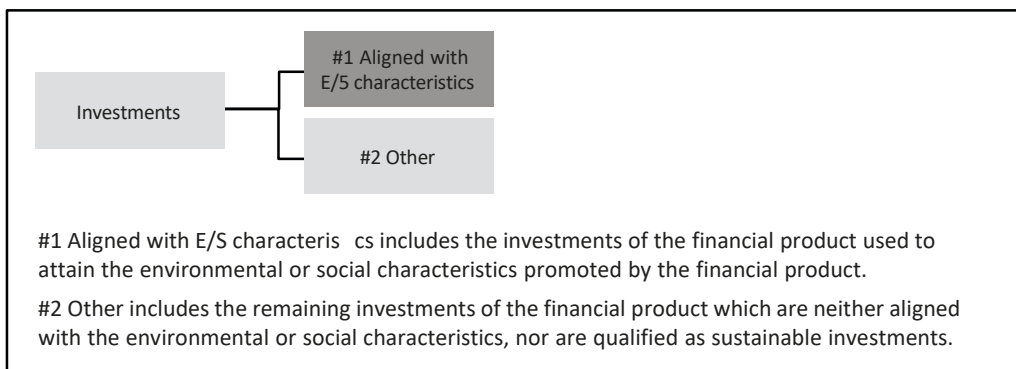 #1 Aligned with
E/5 characteristics
Investments
#2 Other
#1 Aligned with E/S characteris cs includes the investments of the financial product used to
attain the environmental or social characteristics promoted by the financial product.
#2 Other includes the remaining investments of the financial product which are neither aligned
with the environmental or social characteristics, nor are qualified as sustainable investments.